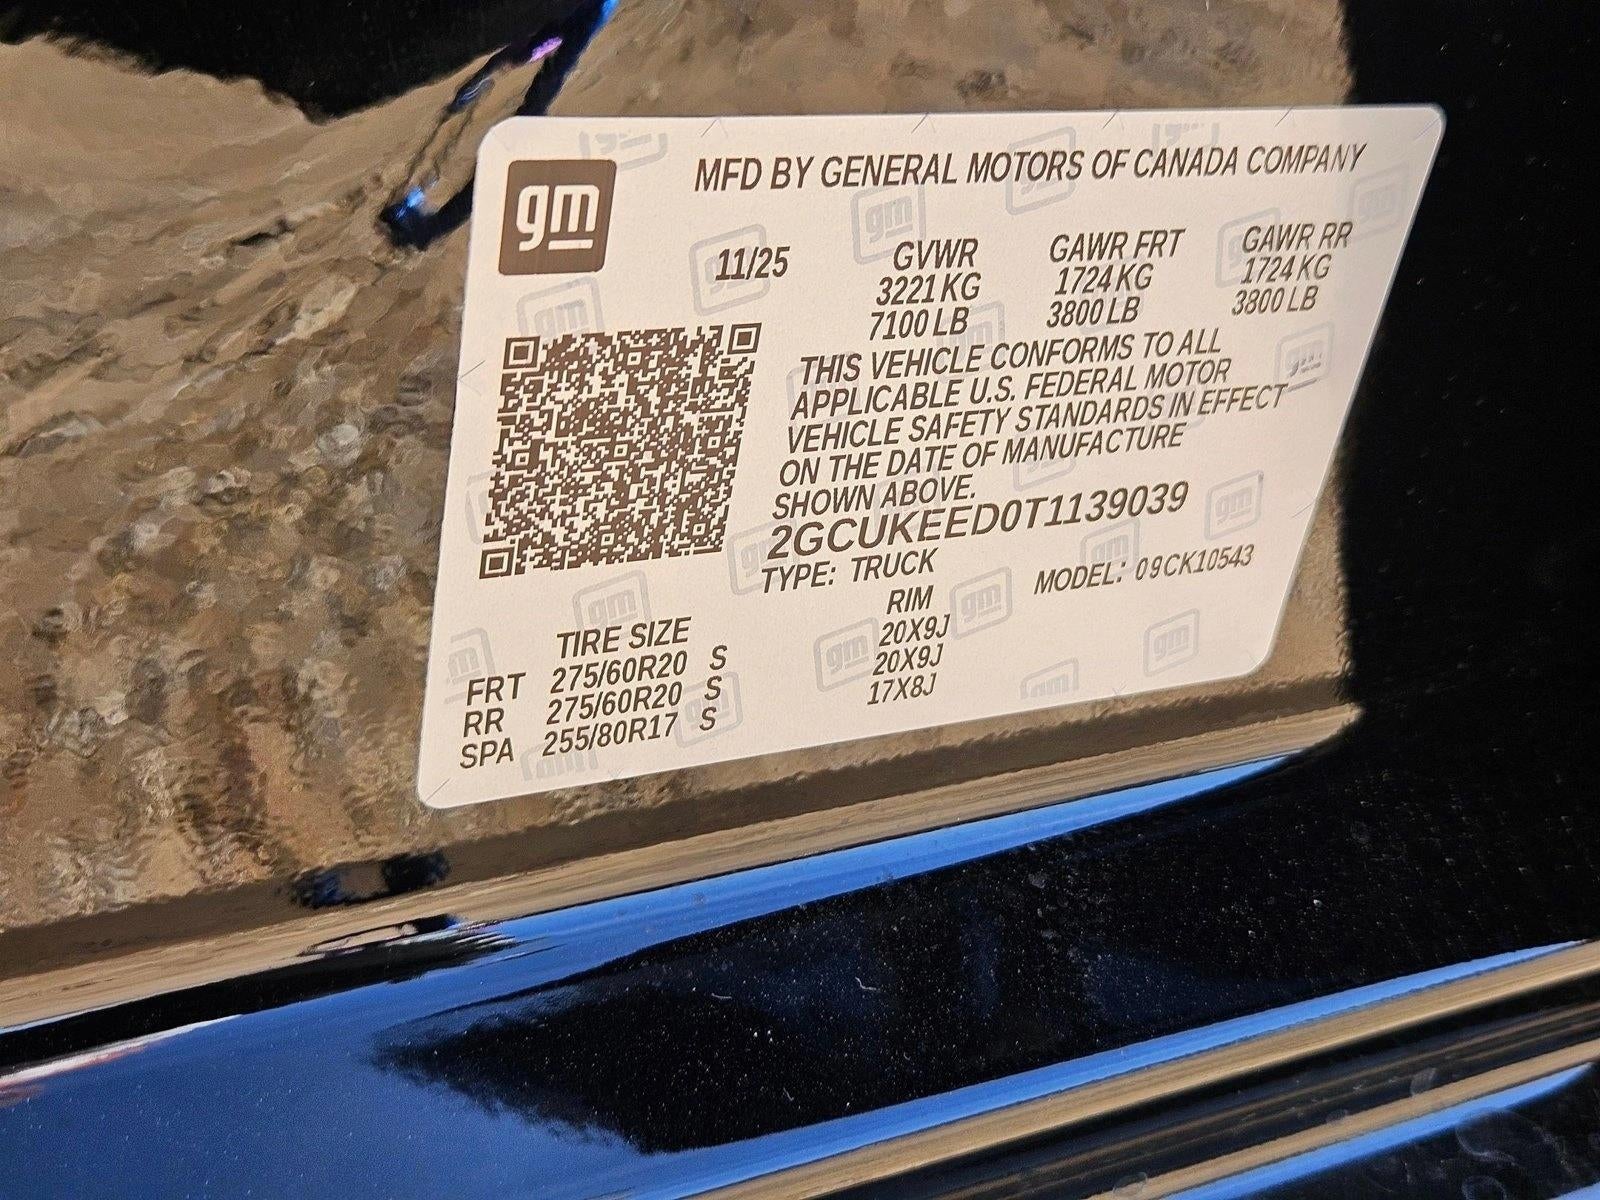 gm
MFD BY GENERAL MOTORS OF CANADA COMPANY
11/25 GVWR GAWR FRT GAWR RR
3221 KG 1724 KG 1724 KG
7100 LB 3800 LB 3800 LB
THIS VEHICLE CONFORMS TO ALL
APPLICABLE U.S. FEDERAL MOTOR
VEHICLE SAFETY STANDARDS IN EFFECT
ON THE DATE OF MANUFACTURE
SHOWN ABOVE.
2GCUKEED0T1139039
TYPE: TRUCK MODEL: 09CK10543
TIRE SIZE RIM
FRT 275/60R20 S 20X9J
RR 275/60R20 S 20X9J
SPA 255/80R17 S 17X8J